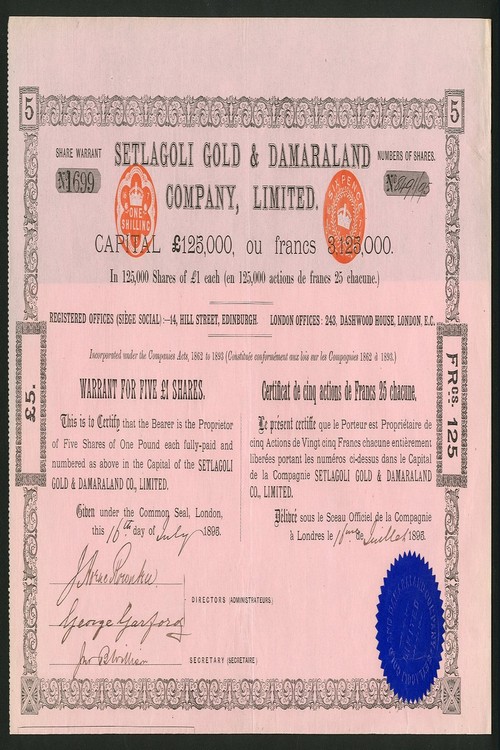 5 5
SHARE WARRANT
Nº 1699
SETLAGOLI GOLD & DAMARALAND
COMPANY, LIMITED.
NUMBERS OF SHARES.
ONE SHILLING
SIXPENCE
CAPITAL £125,000, ou francs 3,125,000.
In 125,000 Shares of £1 each (en 125,000 actions de francs 25 chacune.)
REGISTERED OFFICES (SIÈGE SOCIAL):—14, HILL STREET, EDINBURGH. LONDON OFFICES: 243, DASHWOOD HOUSE, LONDON, E.C.
Incorporated under the Companies Acts, 1862 to 1893 (Constituée conformément aux lois sur les Compagnies 1862 à 1893.)
£5.
WARRANT FOR FIVE £1 SHARES.
This is to Certify that the Bearer is the Proprietor
of Five Shares of One Pound each fully-paid and
numbered as above in the Capital of the SETLAGOLI
GOLD & DAMARALAND CO., LIMITED.
Given under the Common Seal, London,
this 16th day of July 1895.
Certificat de cinq actions de Francs 25 chacune.
Le présent certifie que le Porteur est Propriétaire de
cinq Actions de Vingt cinq Francs chacune entièrement
liberées portant les numéros ci-dessus dans le Capital
de la Compagnie SETLAGOLI GOLD & DAMARALAND
CO., LIMITED.
Délibré sous le Sceau Officiel de la Compagnie
à Londres le 16me de Juillet 1895.
FRCS. 125
George Garford
DIRECTORS (ADMINISTRATEURS)
SECRETARY (SECRETAIRE)
5 5